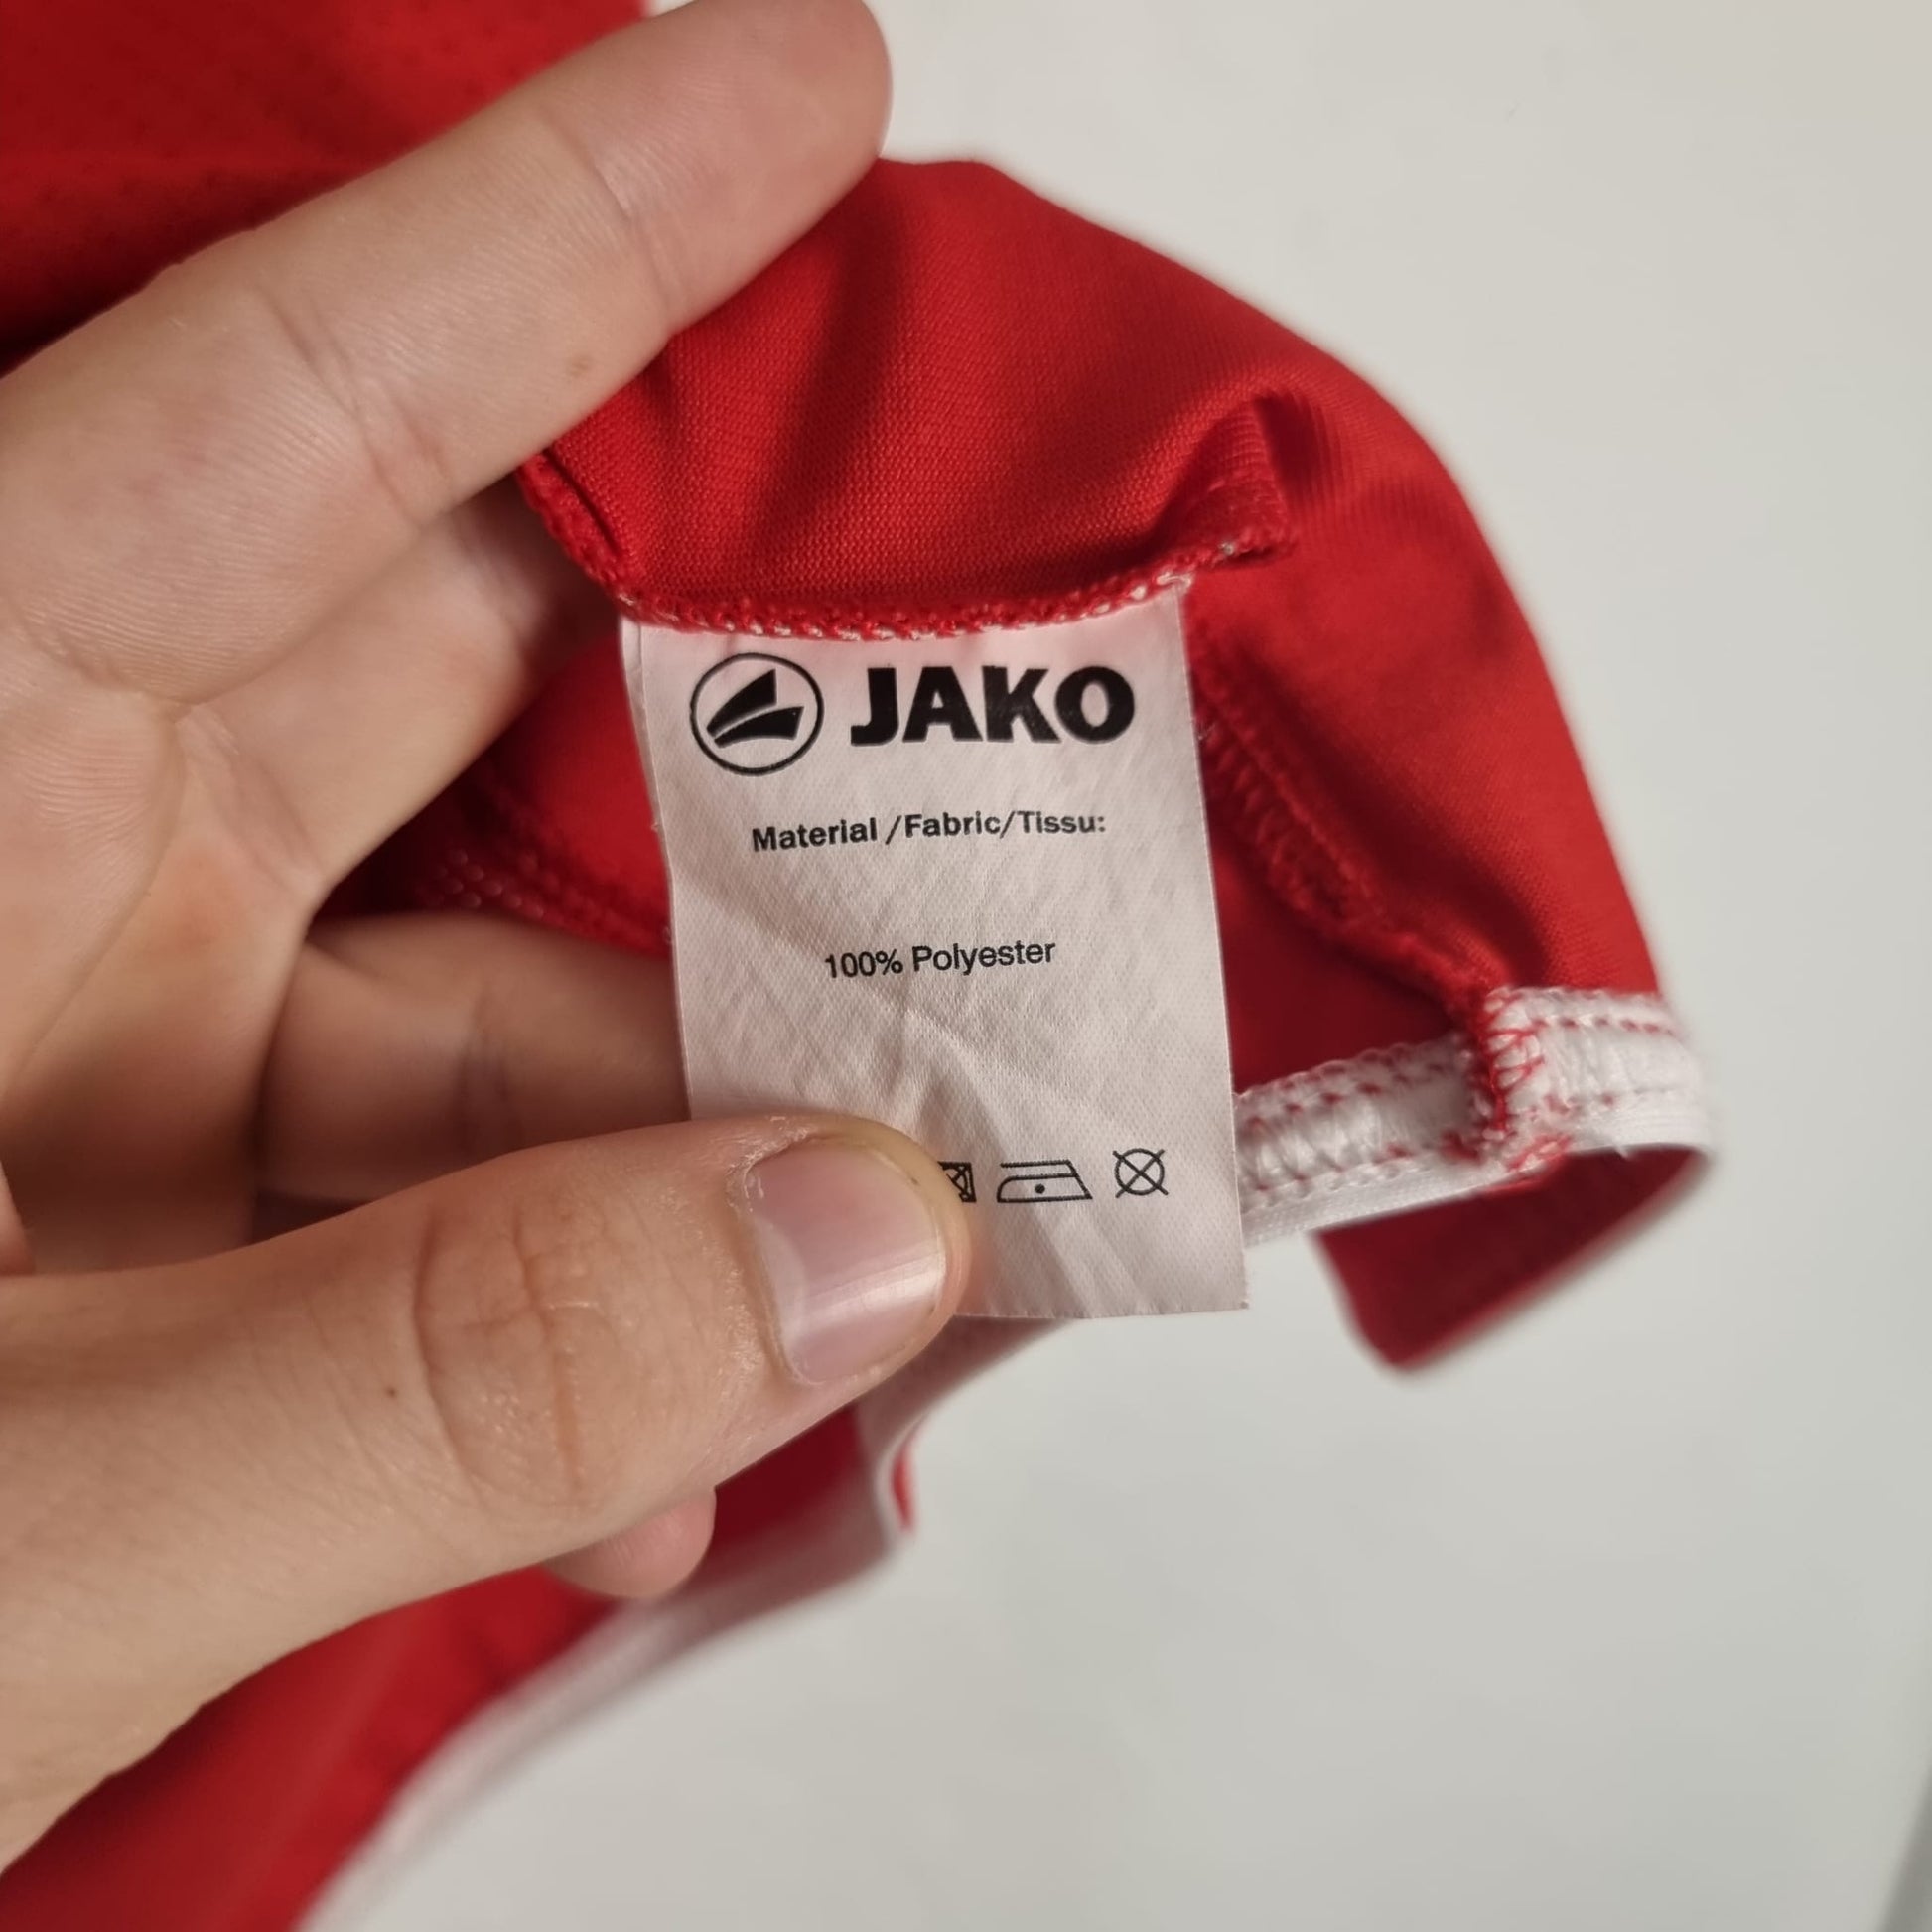 JAKO
Material /Fabric/Tissu:
100% Polyester